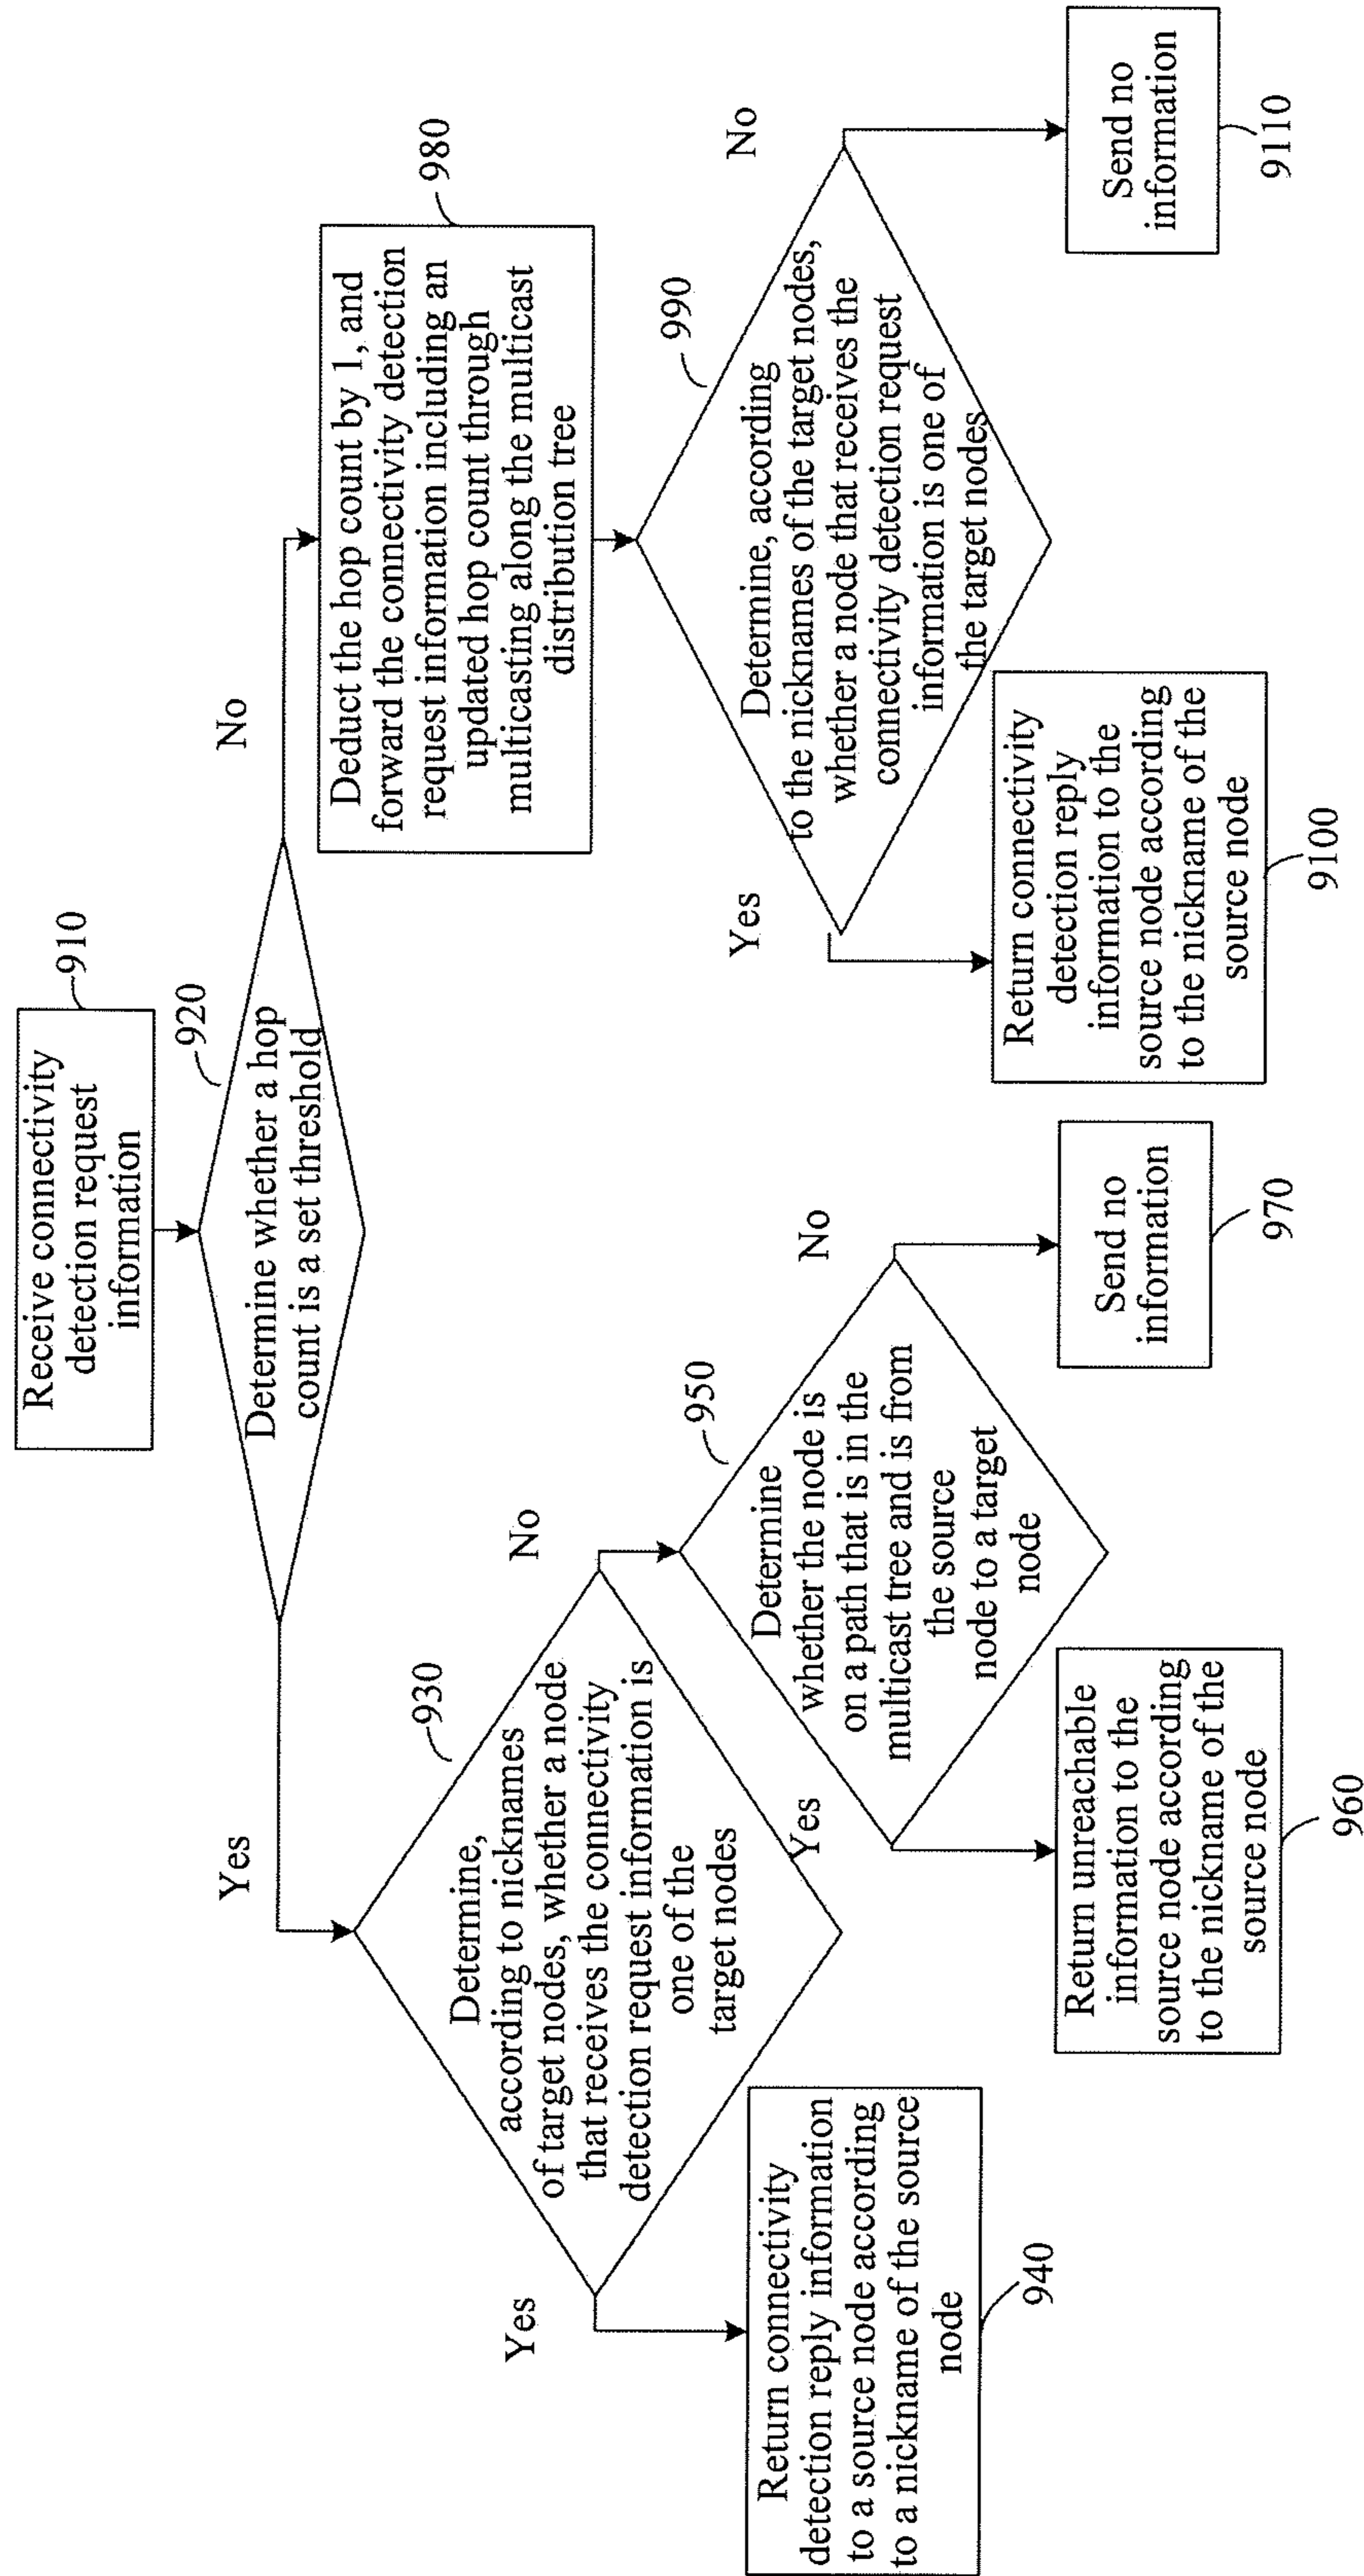 Receive connectivity
detection request
information
910
Determine whether a hop
count is a set threshold
920
Yes
No
Determine,
according to nicknames
of target nodes, whether a node
that receives the connectivity
detection request information is
one of the
target nodes
930
Yes
No
Return connectivity
detection reply information
to a source node according
to a nickname of the source
node
940
Determine
whether the node is
on a path that is in the
multicast tree and is from
the source
node to a target
node
950
Yes
No
Return unreachable
information to the
source node according
to the nickname of the
source node
960
Send no
information
970
Deduct the hop count by 1, and
forward the connectivity detection
request information including an
updated hop count through
multicasting along the multicast
distribution tree
980
Determine, according
to the nicknames of the target nodes,
whether a node that receives the
connectivity detection request
information is one of
the target nodes
990
Yes
No
Return connectivity
detection reply
information to the
source node according
to the nickname of the
source node
9100
Send no
information
9110